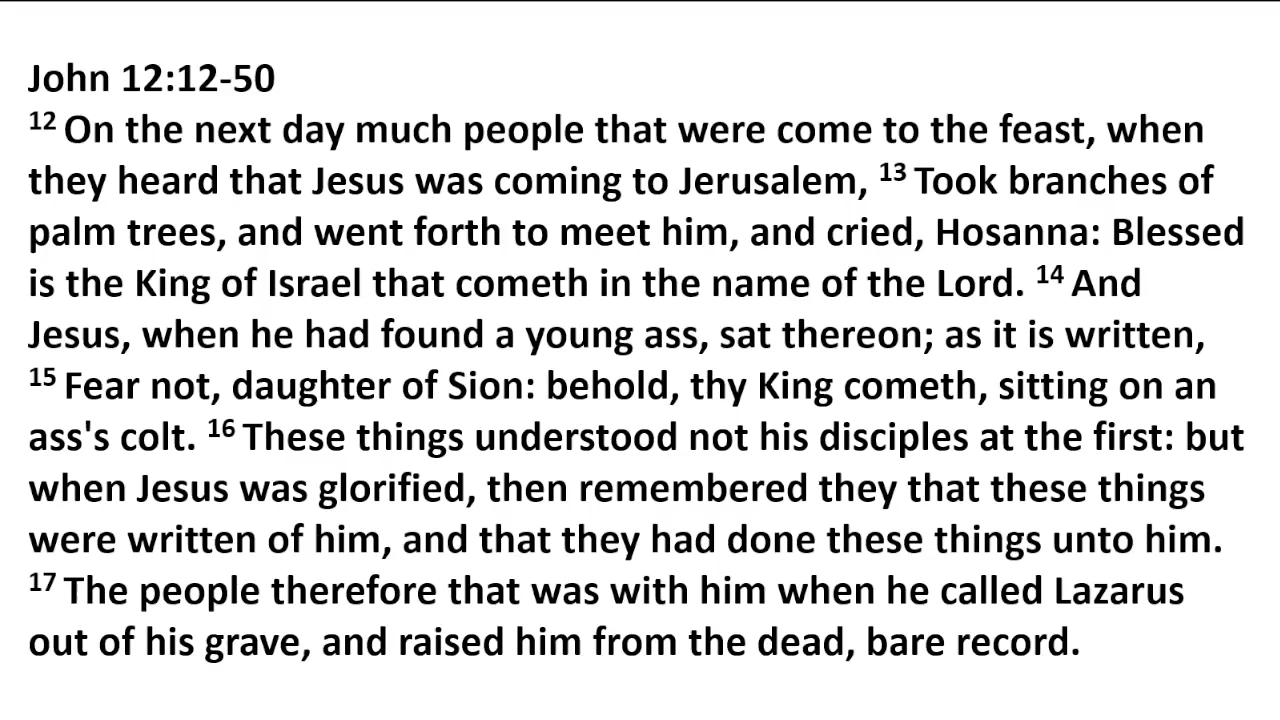 John 12:12-50
12 On the next day much people that were come to the feast, when
they heard that Jesus was coming to Jerusalem, 13 Took branches of
palm trees, and went forth to meet him, and cried, Hosanna: Blessed
is the King of Israel that cometh in the name of the Lord. 14 And
Jesus, when he had found a young ass, sat thereon; as it is written,
15 Fear not, daughter of Sion: behold, thy King cometh, sitting on an
ass's colt. 16 These things understood not his disciples at the first: but
when Jesus was glorified, then remembered they that these things
were written of him, and that they had done these things unto him.
17 The people therefore that was with him when he called Lazarus
out of his grave, and raised him from the dead, bare record.